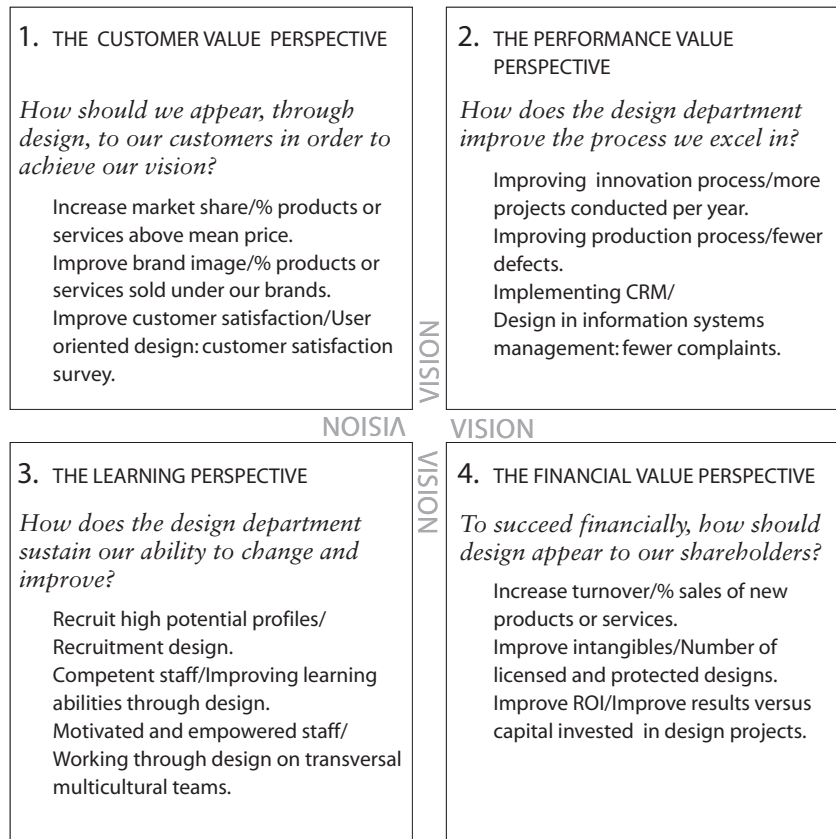 1. THE CUSTOMER VALUE PERSPECTIVE
How should we appear, through
design, to our customers in order to
achieve our vision?
Increase market share/% products or
services above mean price.
Improve brand image/% products or
services sold under our brands.
Improve customer satisfaction/User
oriented design: customer satisfaction
survey.
2. THE PERFORMANCE VALUE
PERSPECTIVE
How does the design department
improve the process we excel in?
Improving innovation process/more
projects conducted per year.
Improving production process/fewer
defects.
Implementing CRM/
Design in information systems
management: fewer complaints.
VISION
VISION
VISION
VISION
3. THE LEARNING PERSPECTIVE
How does the design department
sustain our ability to change and
improve?
Recruit high potential profiles/
Recruitment design.
Competent staff/Improving learning
abilities through design.
Motivated and empowered staff/
Working through design on transversal
multicultural teams.
4. THE FINANCIAL VALUE PERSPECTIVE
To succeed financially, how should
design appear to our shareholders?
Increase turnover/% sales of new
products or services.
Improve intangibles/Number of
licensed and protected designs.
Improve ROI/Improve results versus
capital invested in design projects.